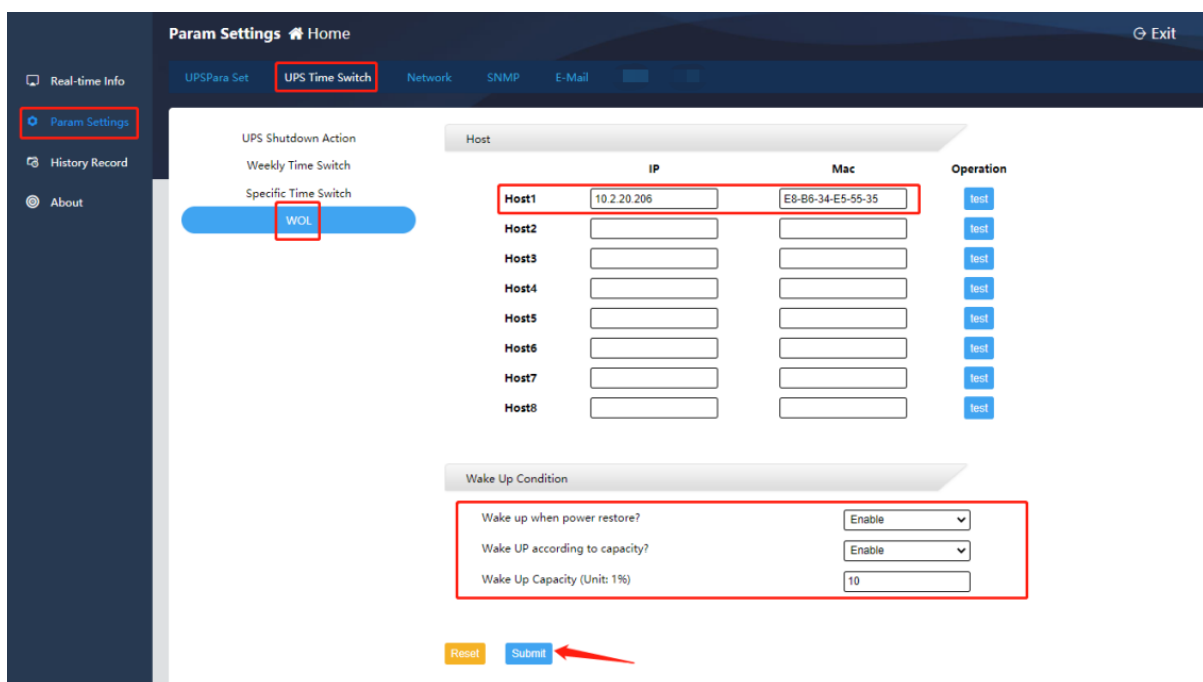 Param Settings Home
Exit
Real-time Info
Param Settings
History Record
About
UPSPara Set UPS Time Switch Network SNMP E-Mail
UPS Shutdown Action
Weekly Time Switch
Specific Time Switch
WOL
Host
IP Mac Operation
Host1 10.2.20.206 E8-B6-34-E5-55-35 test
Host2 test
Host3 test
Host4 test
Host5 test
Host6 test
Host7 test
Host8 test
Wake Up Condition
Wake up when power restore? Enable
Wake UP according to capacity? Enable
Wake Up Capacity (Unit: 1%) 10
Reset Submit